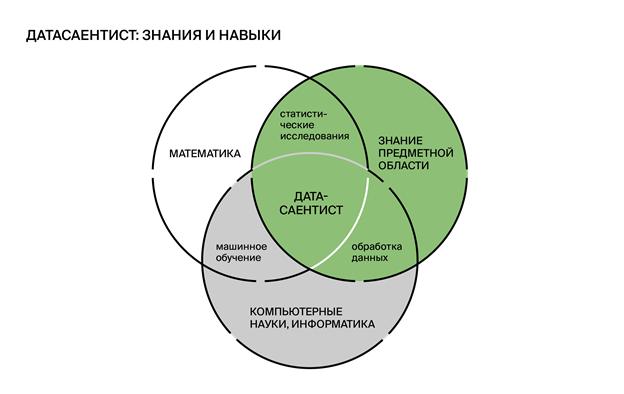 ДАТАСАЕНТИСТ: ЗНАНИЯ И НАВЫКИ
статисти-
ческие
исследования
МАТЕМАТИКА
ЗНАНИЕ
ПРЕДМЕТНОЙ
ОБЛАСТИ
ДАТА-
САЕНТИСТ
машинное
обучение
обработка
данных
КОМПЬЮТЕРНЫЕ
НАУКИ, ИНФОРМАТИКА